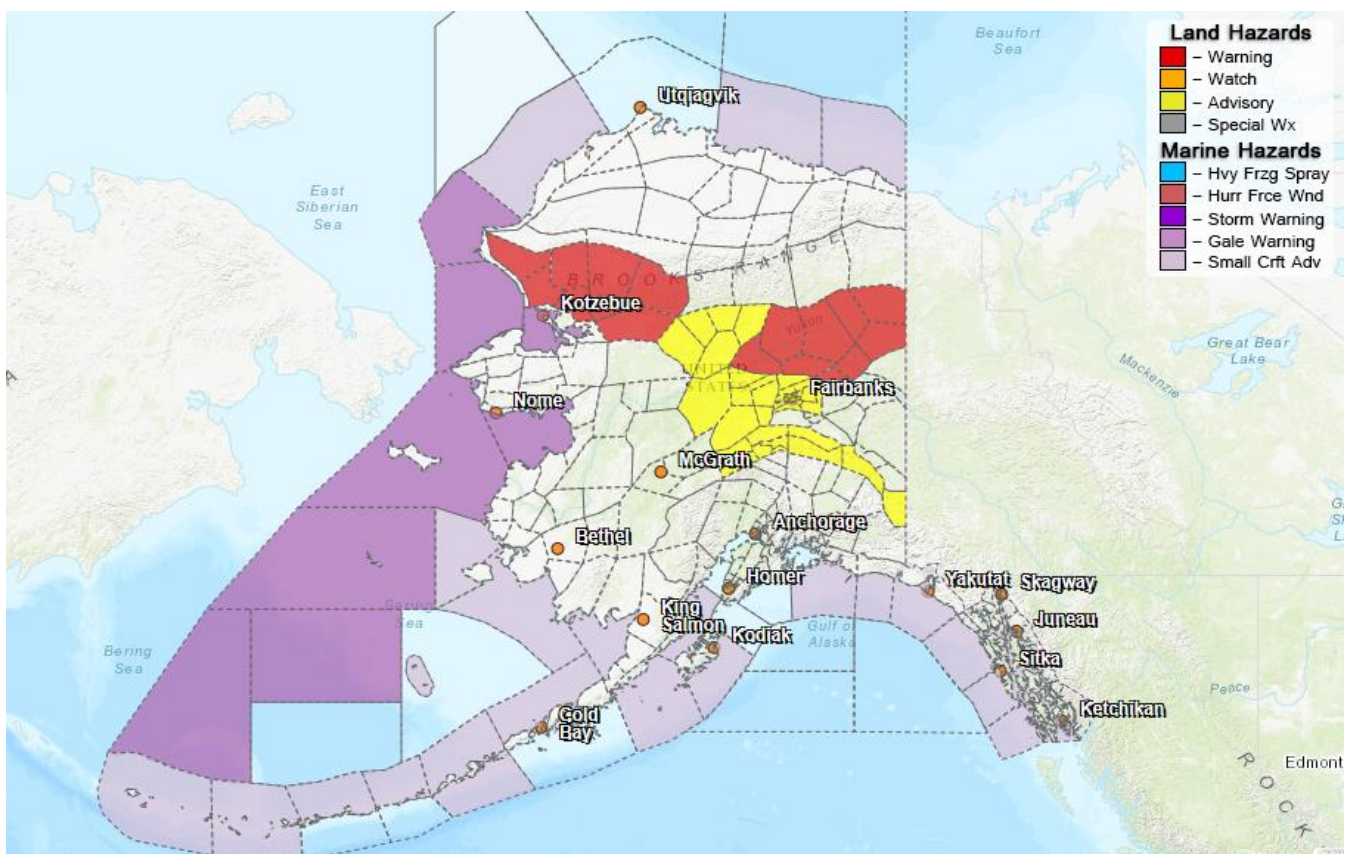 Beaufort
Sea
Land Hazards
– Warning
– Watch
– Advisory
– Special Wx
Marine Hazards
– Hvy Frzg Spray
– Hurr Frce Wnd
– Storm Warning
– Gale Warning
– Small Crft Adv
Utqiagvik
East
Siberian
Sea
BROOKS RANGE
Kotzebue
Yukon
Great Bear
Lake
Mackenzie
UNITED
STATES
Fairbanks
Nome
McGrath
Anchorage
Bethel
Homer
Yakutat
Skagway
King
Salmon
Kodiak
Gulf of
Alaska
Juneau
Sitka
Bering
Sea
Sea
Peace
Cold
Bay
Ketchikan
Edmont
ROCK